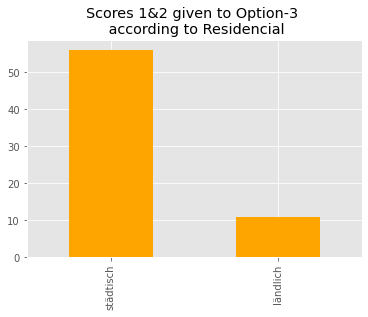 Scores 1&2 given to Option-3
according to Residencial
50
40
30
20
10
0
städtisch
ländlich